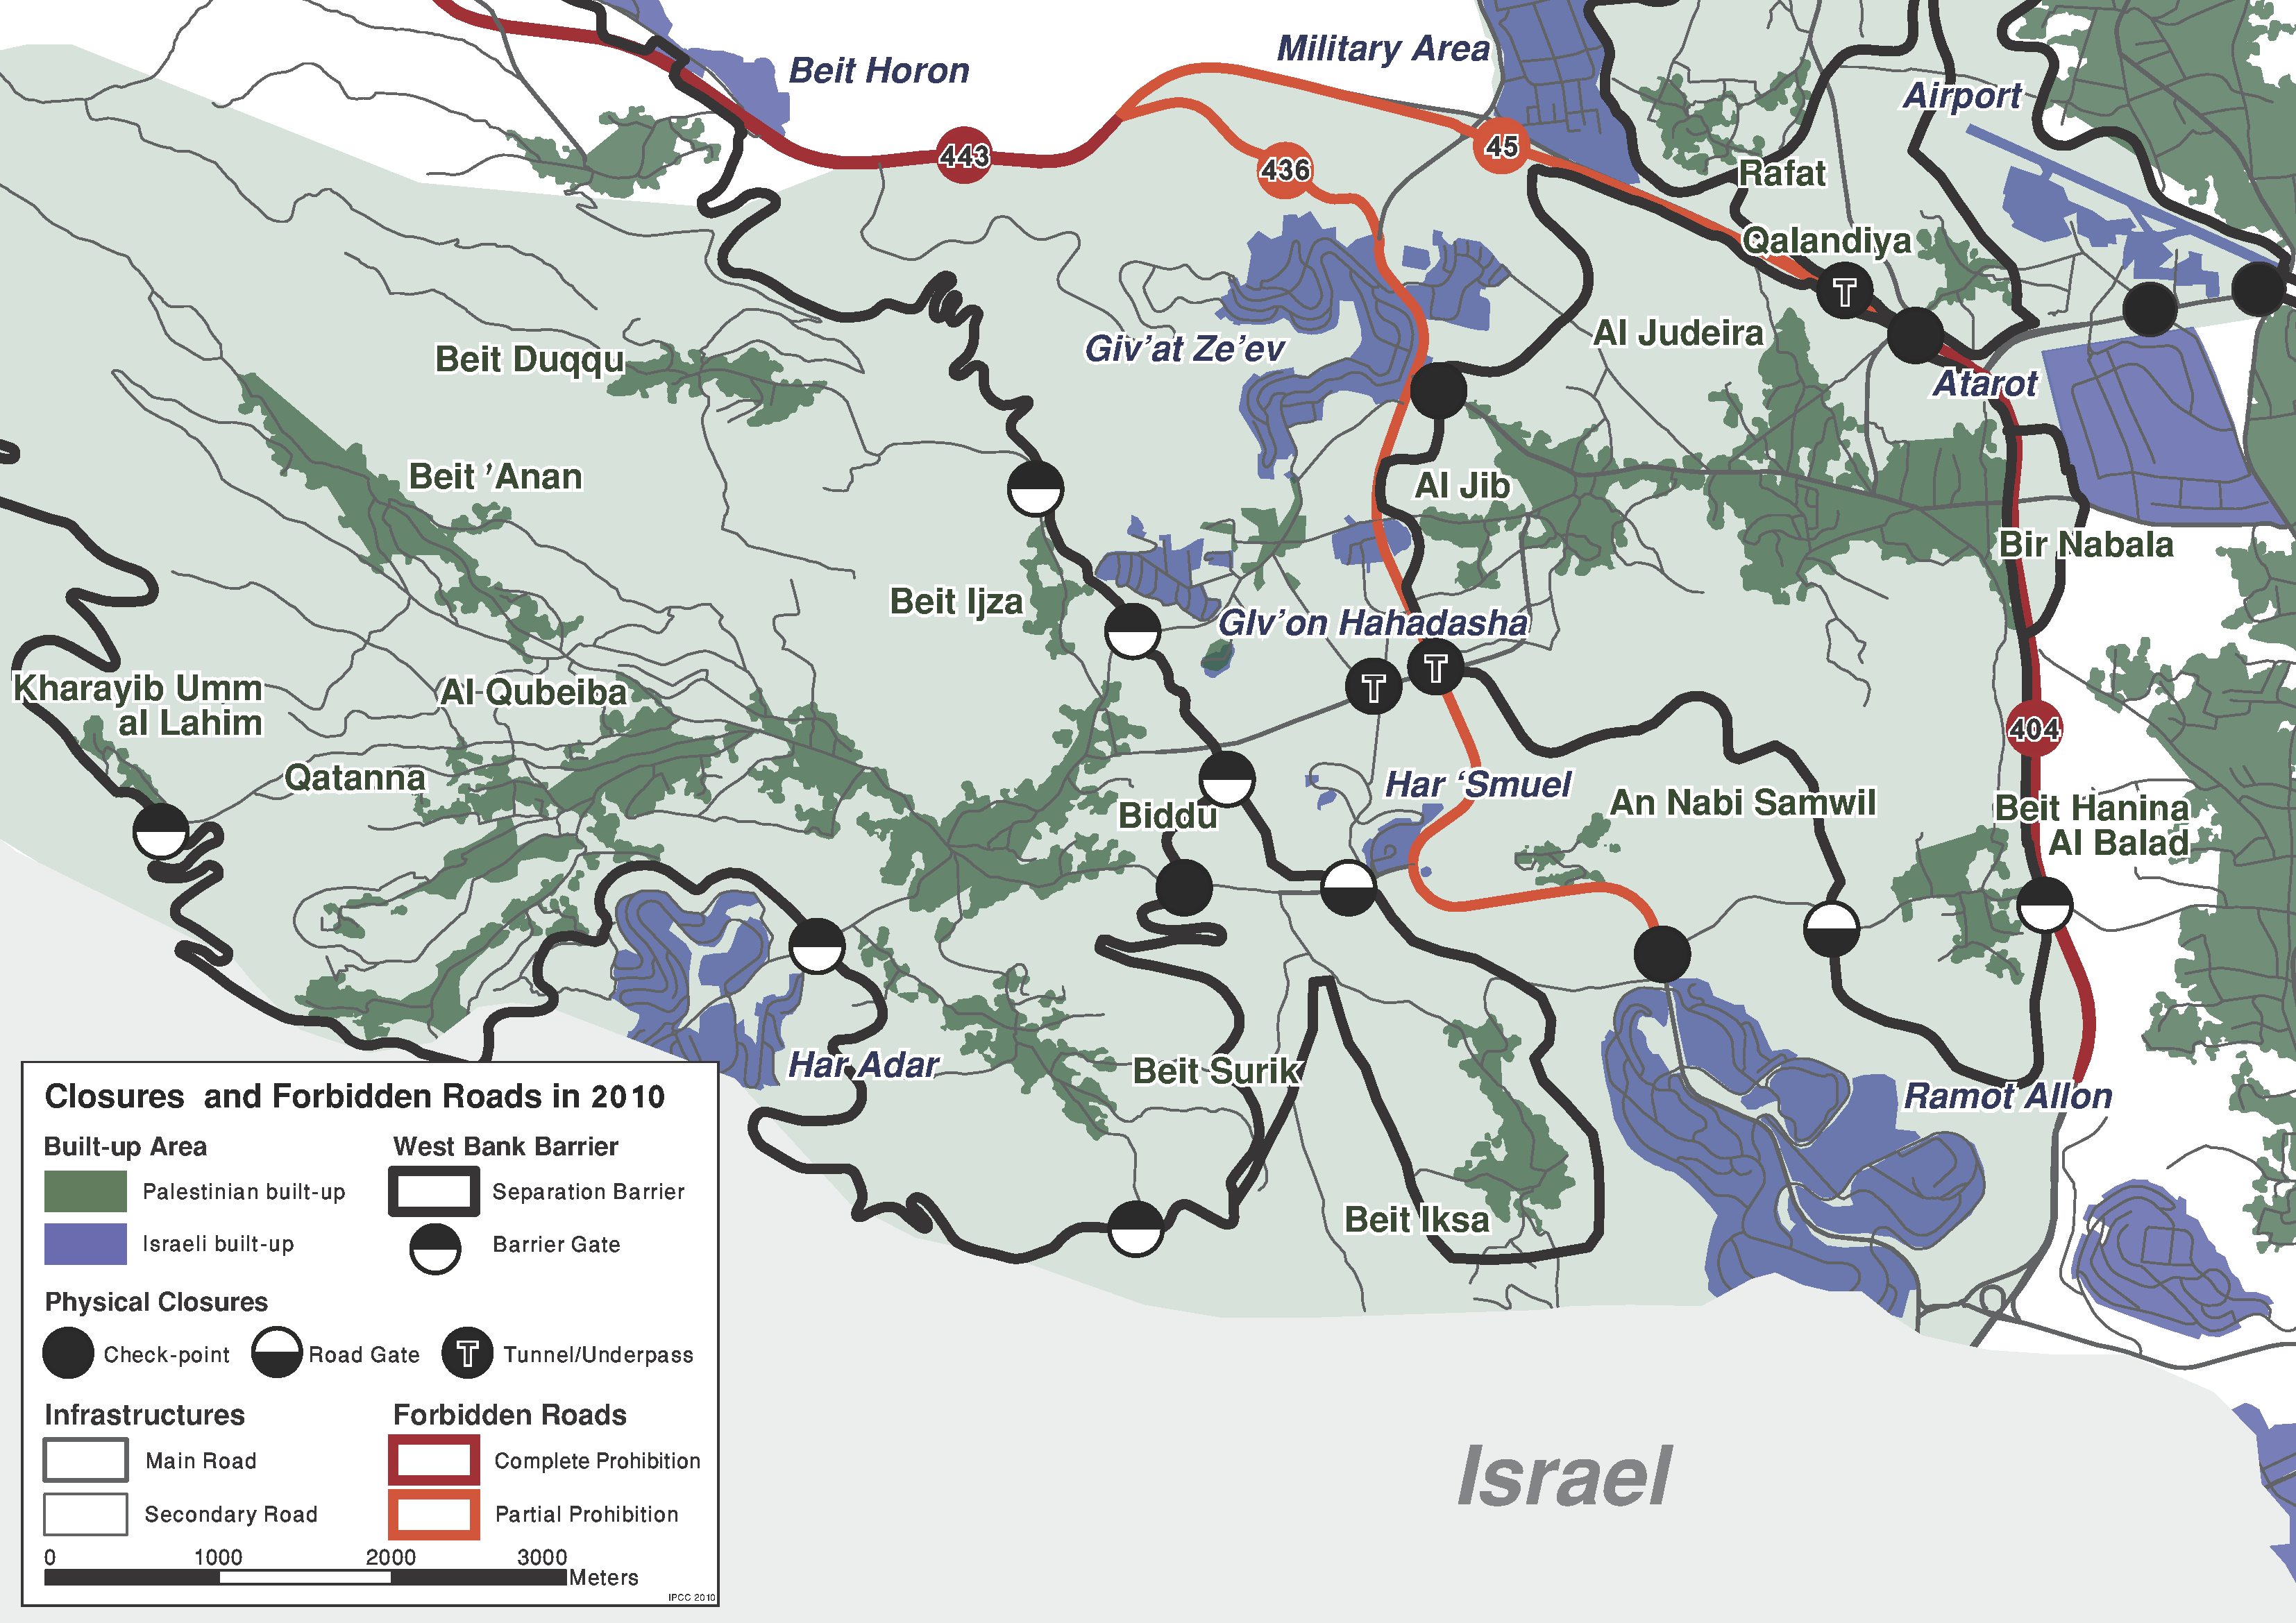 Military Area
Beit Horon
Airport
443
436
45
Rafat
Qalandiya
T
Al Judeira
Giv’at Ze’ev
Beit Duqqu
Atarot
Beit ’Anan
Al Jib
Bir Nabala
Beit Ijza
GIv’on Hahadasha
T
T
Kharayib Umm
al Lahim
Al-Qubeiba
404
Qatanna
Har ‘Smuel
An Nabi Samwil
Biddu
Beit Hanina
Al Balad
Har Adar
Beit Surik
Ramot Allon
Beit Iksa
Israel
Closures and Forbidden Roads in 2010
Built-up Area
West Bank Barrier
Palestinian built-up
Separation Barrier
Israeli built-up
Barrier Gate
Physical Closures
Check-point
Road Gate
T
Tunnel/Underpass
Infrastructures
Forbidden Roads
Main Road
Complete Prohibition
Secondary Road
Partial Prohibition
0 1000 2000 3000
Meters
IPCC 2010